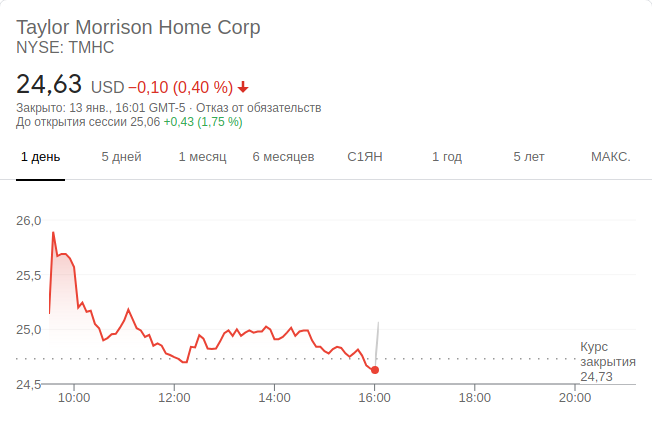 Taylor Morrison Home Corp
NYSE: TMHC
24,63 USD −0,10 (0,40 %)
Закрыто: 13 янв., 16:01 GMT-5 · Отказ от обязательств
До открытия сессии 25,06 +0,43 (1,75 %)
1 день 5 дней 1 месяц 6 месяцев С1ЯН 1 год 5 лет МАКС.
26,0
25,5
25,0
Курс
закрытия
24,73
24,5
10:00 12:00 14:00 16:00 18:00 20:00